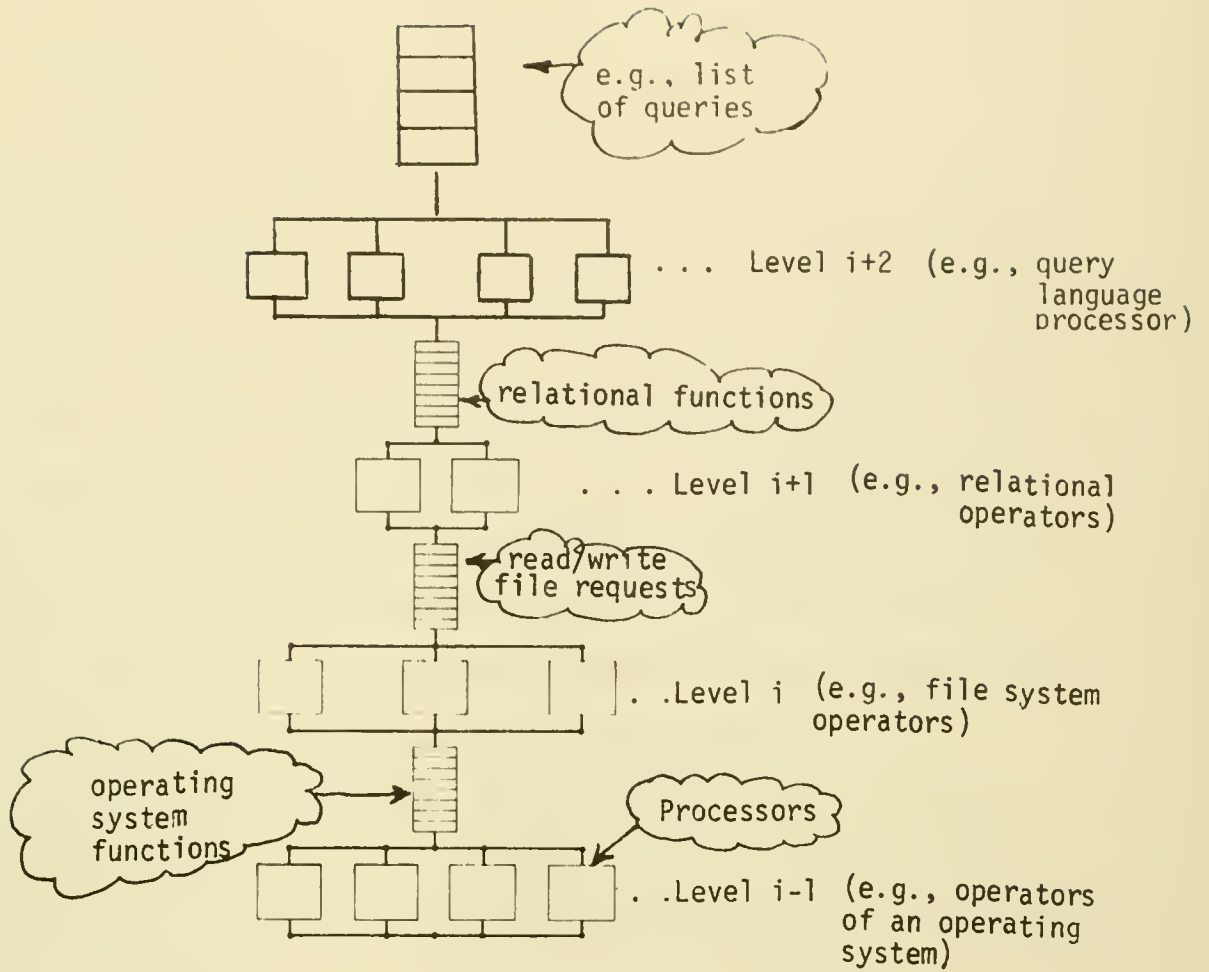 e.g., list
of queries
. . . Level i+2 (e.g., query
language
processor)
relational functions
. . . Level i+1 (e.g., relational
operators)
read/write
file requests
. .Level i (e.g., file system
operators)
operating
system
functions
Processors
. .Level i-1 (e.g., operators
of an operating
system)